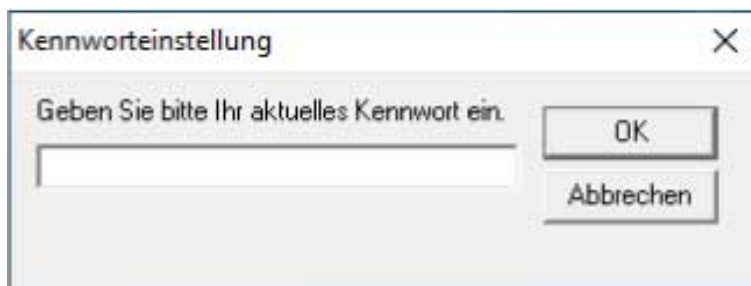 Kennworteinstellung
Geben Sie bitte Ihr aktuelles Kennwort ein.
OK
Abbrechen